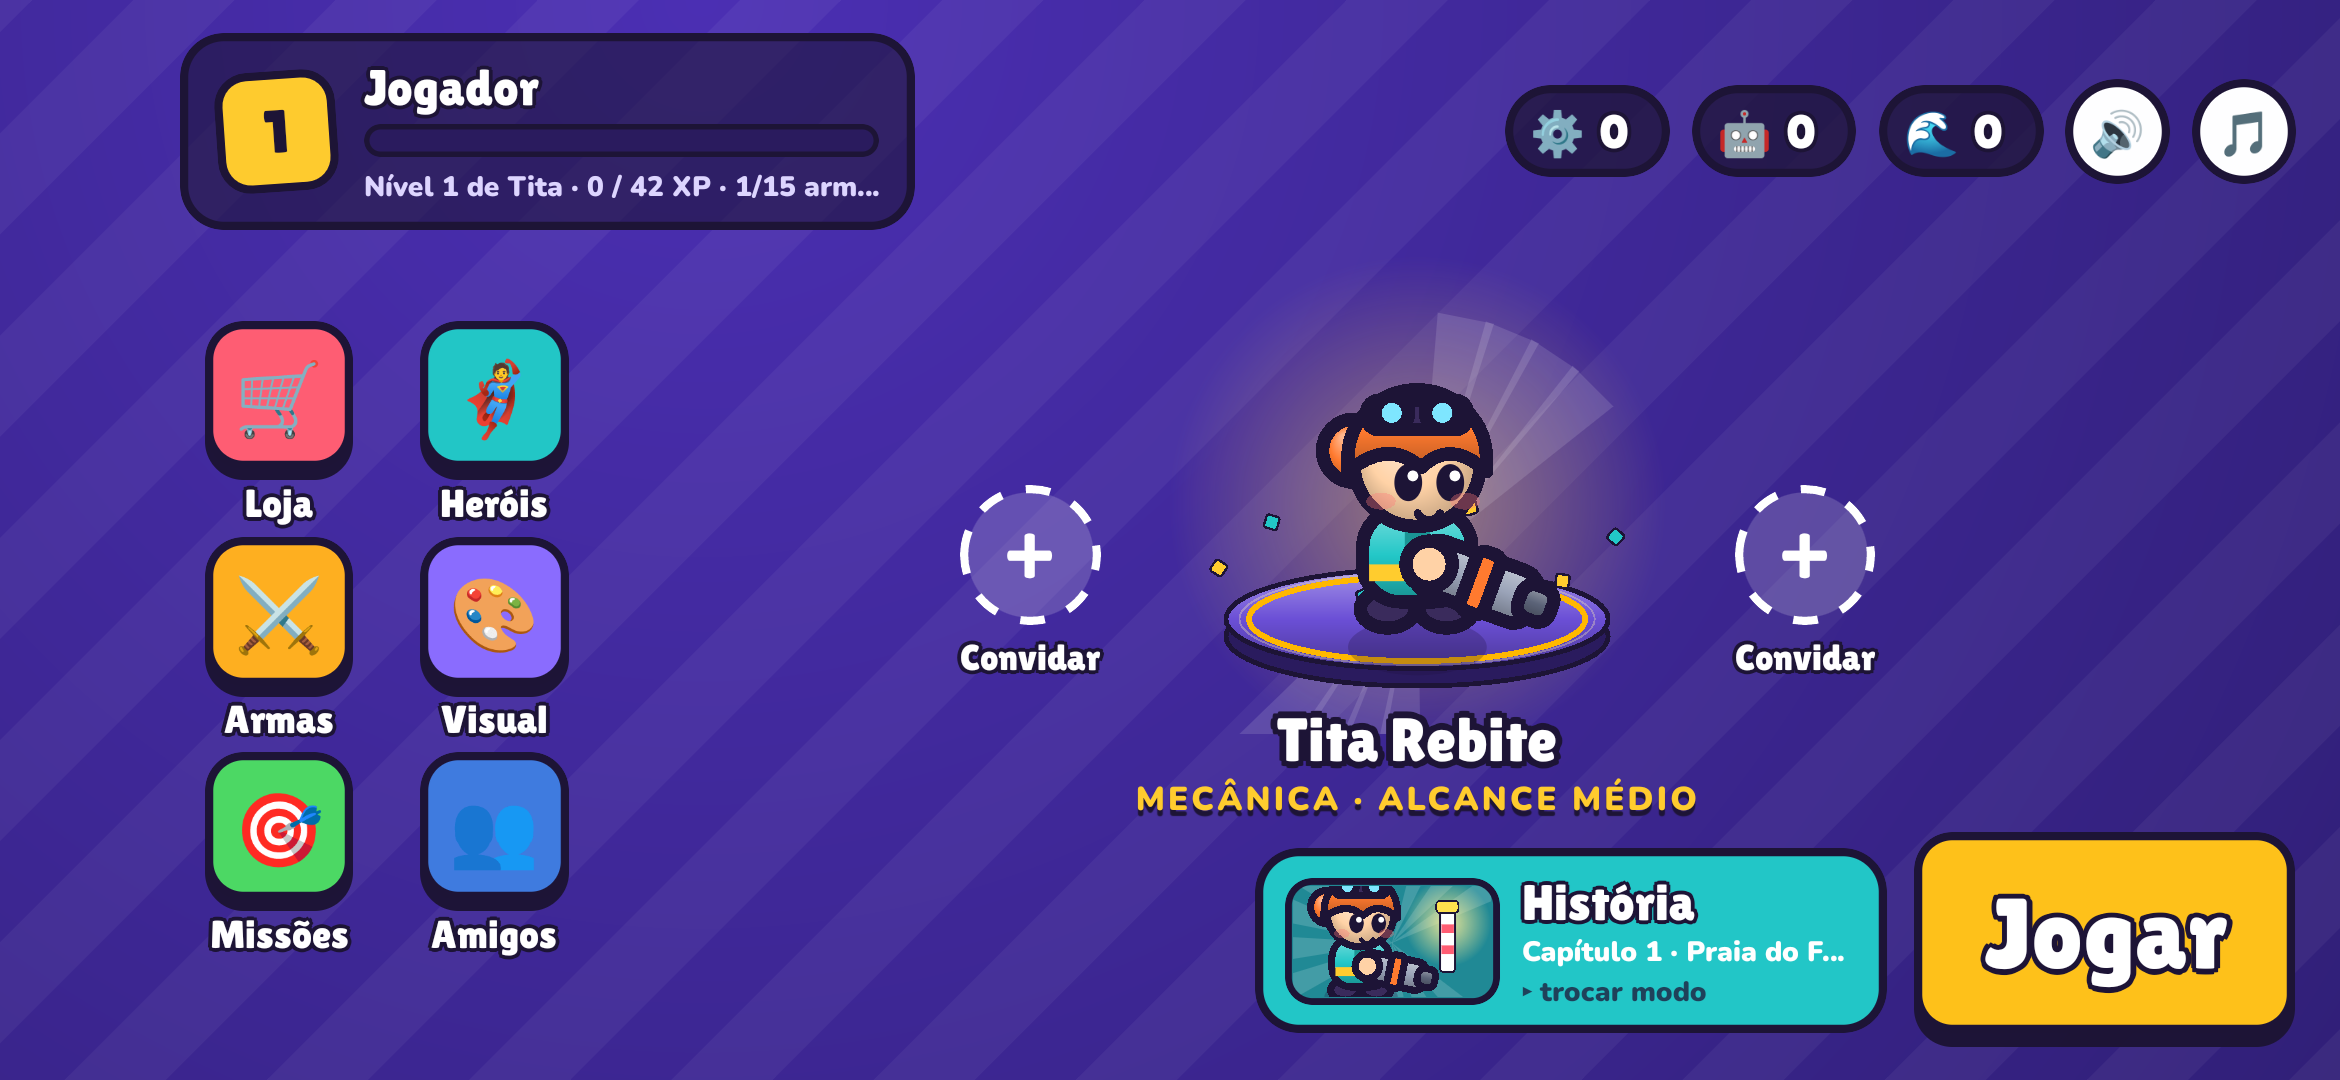 1
Jogador
Nível 1 de Tita · 0 / 42 XP · 1/15 arm...
0
0
0
Loja
Heróis
Armas
Visual
Missões
Amigos
Convidar
Convidar
Tita Rebite
MECÂNICA · ALCANCE MÉDIO
História
Capítulo 1 · Praia do F...
▸ trocar modo
Jogar